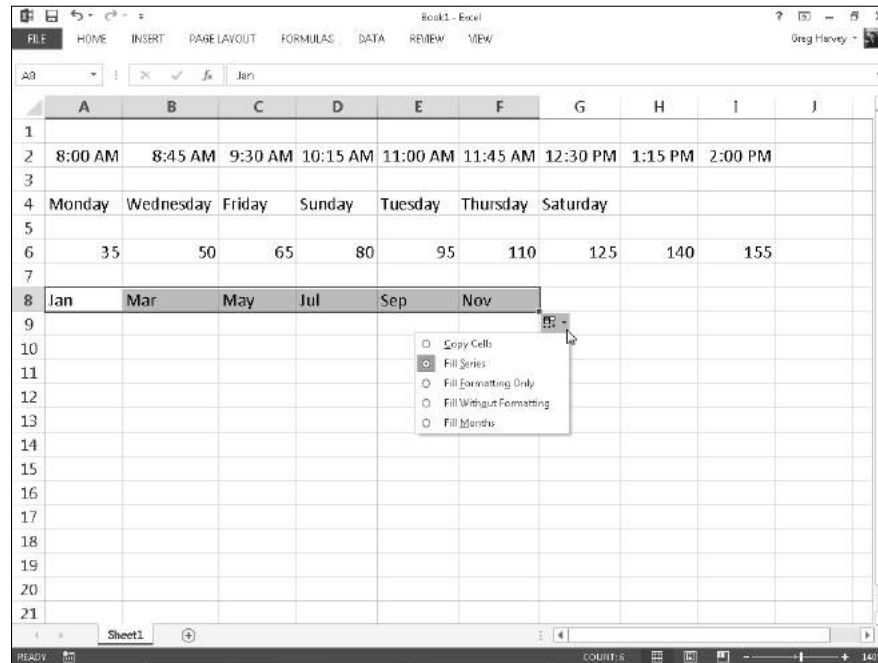 Book1 - Excel
?
FILE HOME INSERT PAGE LAYOUT FORMULAS DATA REVIEW VIEW Greg Harvey
A8 fx Jan
A B C D E F G H I J
1
2 8:00 AM 8:45 AM 9:30 AM 10:15 AM 11:00 AM 11:45 AM 12:30 PM 1:15 PM 2:00 PM
3
4 Monday Wednesday Friday Sunday Tuesday Thursday Saturday
5
6 35 50 65 80 95 110 125 140 155
7
8 Jan Mar May Jul Sep Nov
9
10
11
12
13
14
15
16
17
18
19
20
21
Copy Cells
Fill Series
Fill Formatting Only
Fill Without Formatting
Fill Months
Sheet1
READY COUNT: 6 140